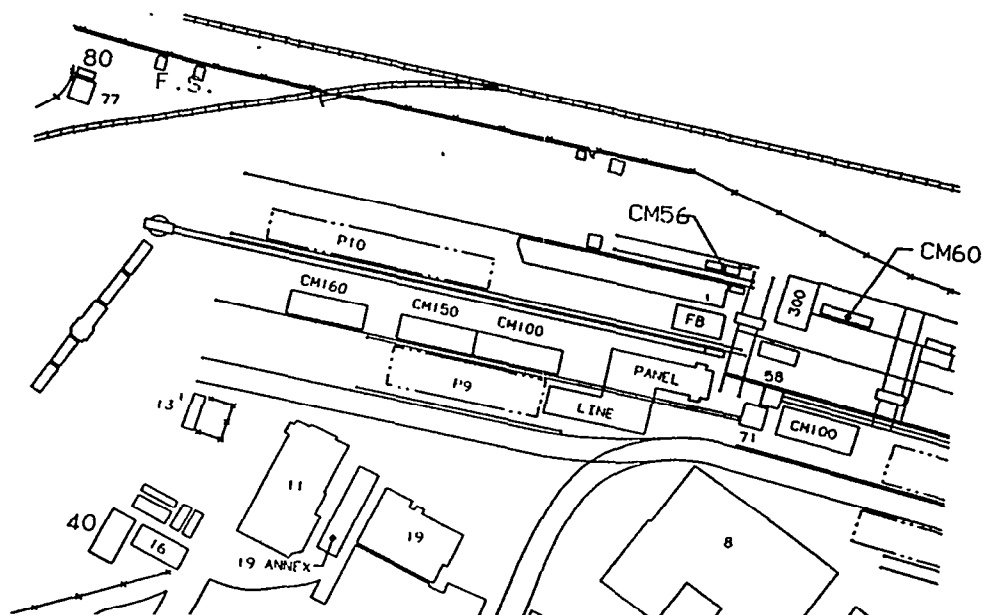 80
F.S.
77
CM56
CM60
P10
CM160
CM150
CM100
1
FB
300
P9
PANEL
LINE
58
71
CM100
13
11
19
19 ANNEX
8
40
16